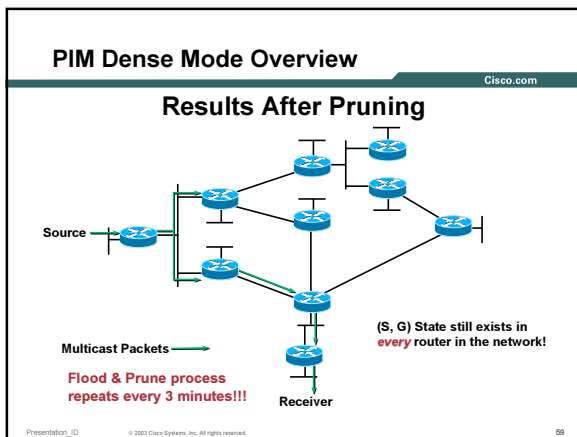 PIM Dense Mode Overview
Cisco.com
Results After Pruning
Source
Multicast Packets
(S, G) State still exists in
every router in the network!
Flood & Prune process
repeats every 3 minutes!!!
Receiver
Presentation_ID
© 2003 Cisco Systems, Inc. All rights reserved.
59